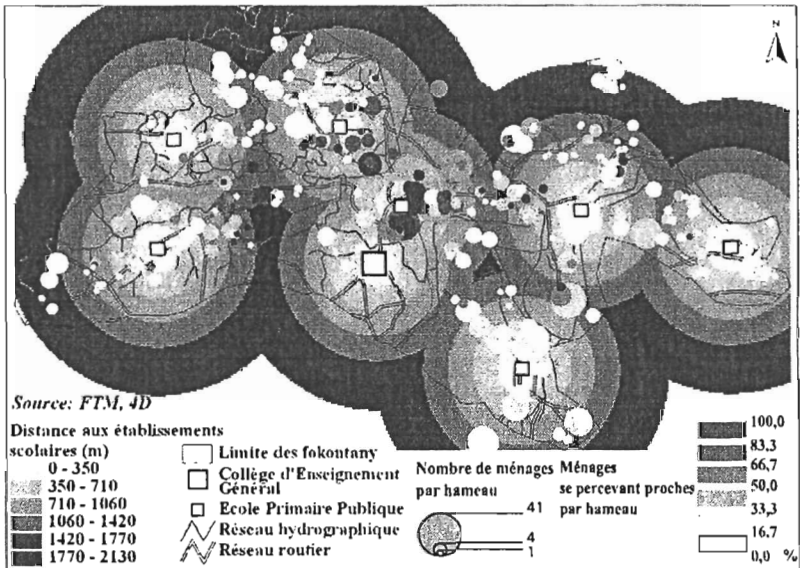 N
Source: FTM, 4D
Distance aux établissements
scolaires (m)
0 - 350
350 - 710
710 - 1060
1060 - 1420
1420 - 1770
1770 - 2130
Limite des fokontany
Collège d'Enseignement
Général
Ecole Primaire Publique
Réseau hydrographique
Réseau routier
Nombre de ménages
par hameau
41
4
1
Ménages
se percevant proches
par hameau
100,0
83,3
66,7
50,0
33,3
16.7
0,0 %